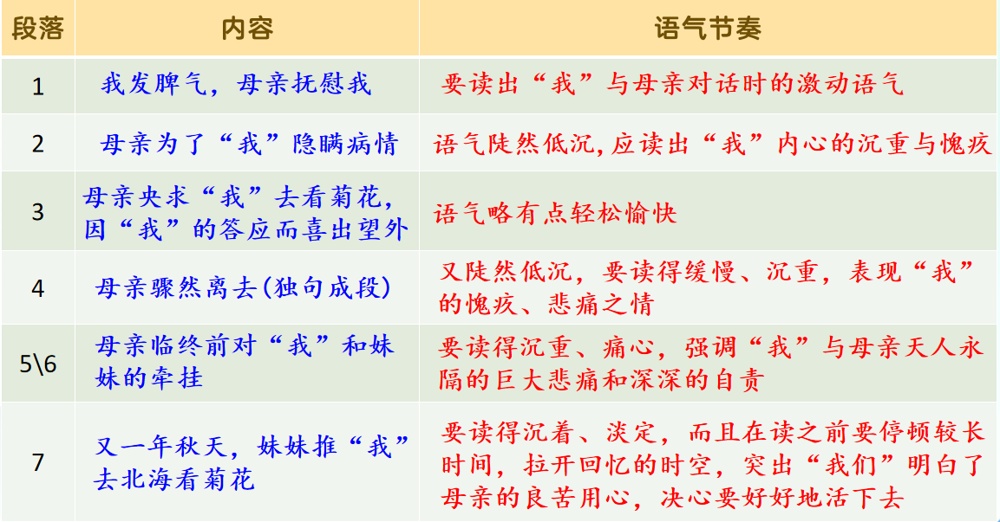 段落 内容 语气节奏
1 我发脾气，母亲抚慰我 要读出“我”与母亲对话时的激动语气
2 母亲为了“我”隐瞒病情 语气陡然低沉,应读出“我”内心的沉重与愧疚
3 母亲央求“我”去看菊花，
因“我”的答应而喜出望外 语气略有点轻松愉快
4 母亲骤然离去(独句成段) 又陡然低沉，要读得缓慢、沉重，表现“我”
的愧疚、悲痛之情
5\6 母亲临终前对“我”和妹
妹的牵挂 要读得沉重、痛心，强调“我”与母亲天人永
隔的巨大悲痛和深深的自责
7 又一年秋天，妹妹推“我”
去北海看菊花 要读得沉着、淡定，而且在读之前要停顿较长
时间，拉开回忆的时空，突出“我们”明白了
母亲的良苦用心，决心要好好地活下去